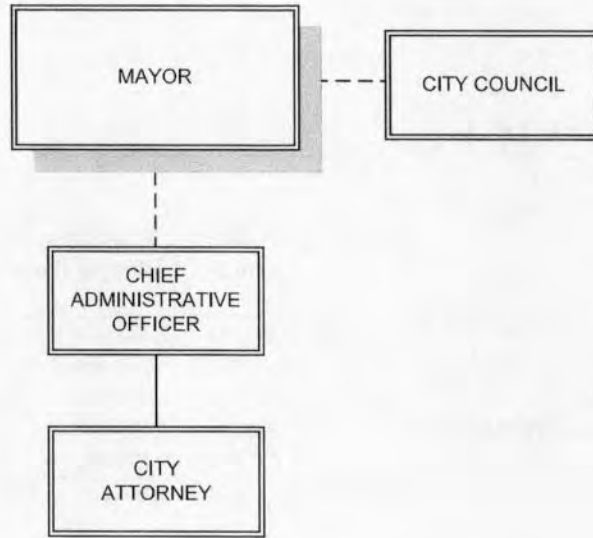 MAYOR
CITY COUNCIL
CHIEF
ADMINISTRATIVE
OFFICER
CITY
ATTORNEY